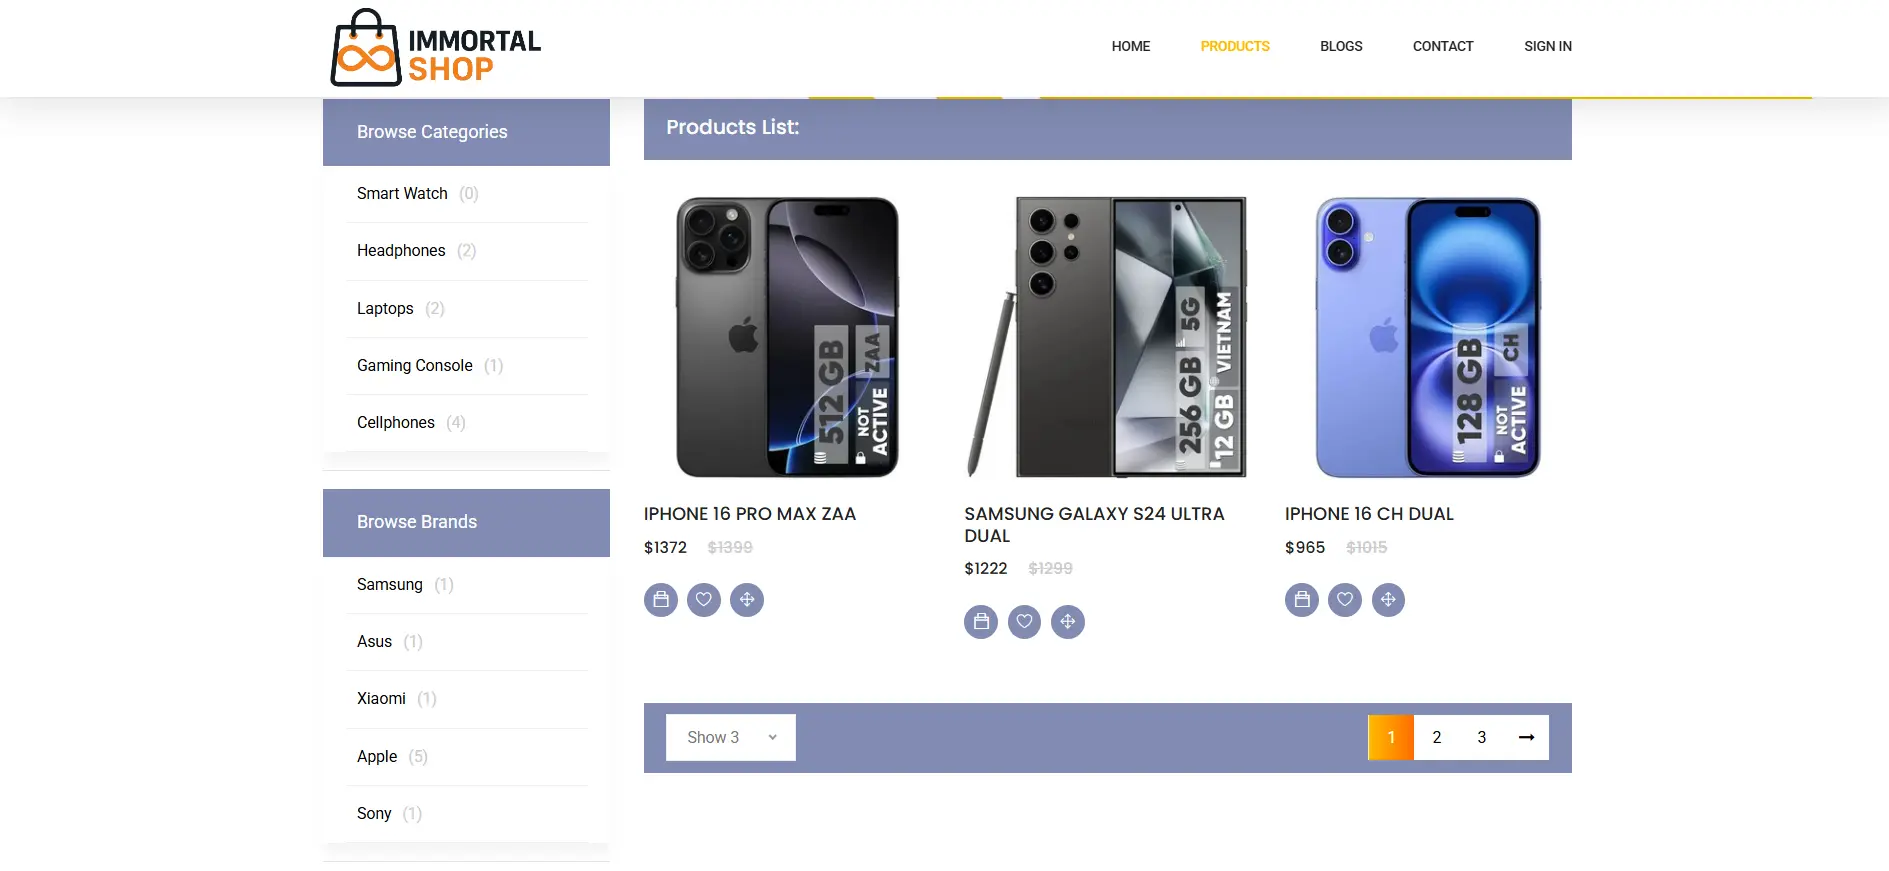 IMMORTAL
SHOP
HOME
PRODUCTS
BLOGS
CONTACT
SIGN IN
Browse Categories
Smart Watch (0)
Headphones (2)
Laptops (2)
Gaming Console (1)
Cellphones (4)
Browse Brands
Samsung (1)
Asus (1)
Xiaomi (1)
Apple (5)
Sony (1)
Products List:
512 GB
ZAA
NOT
ACTIVE
IPHONE 16 PRO MAX ZAA
$1372 $1399
256 GB
5G
12 GB
VIETNAM
SAMSUNG GALAXY S24 ULTRA
DUAL
$1222 $1299
128 GB
CH
NOT
ACTIVE
IPHONE 16 CH DUAL
$965 $1015
Show 3
1 2 3